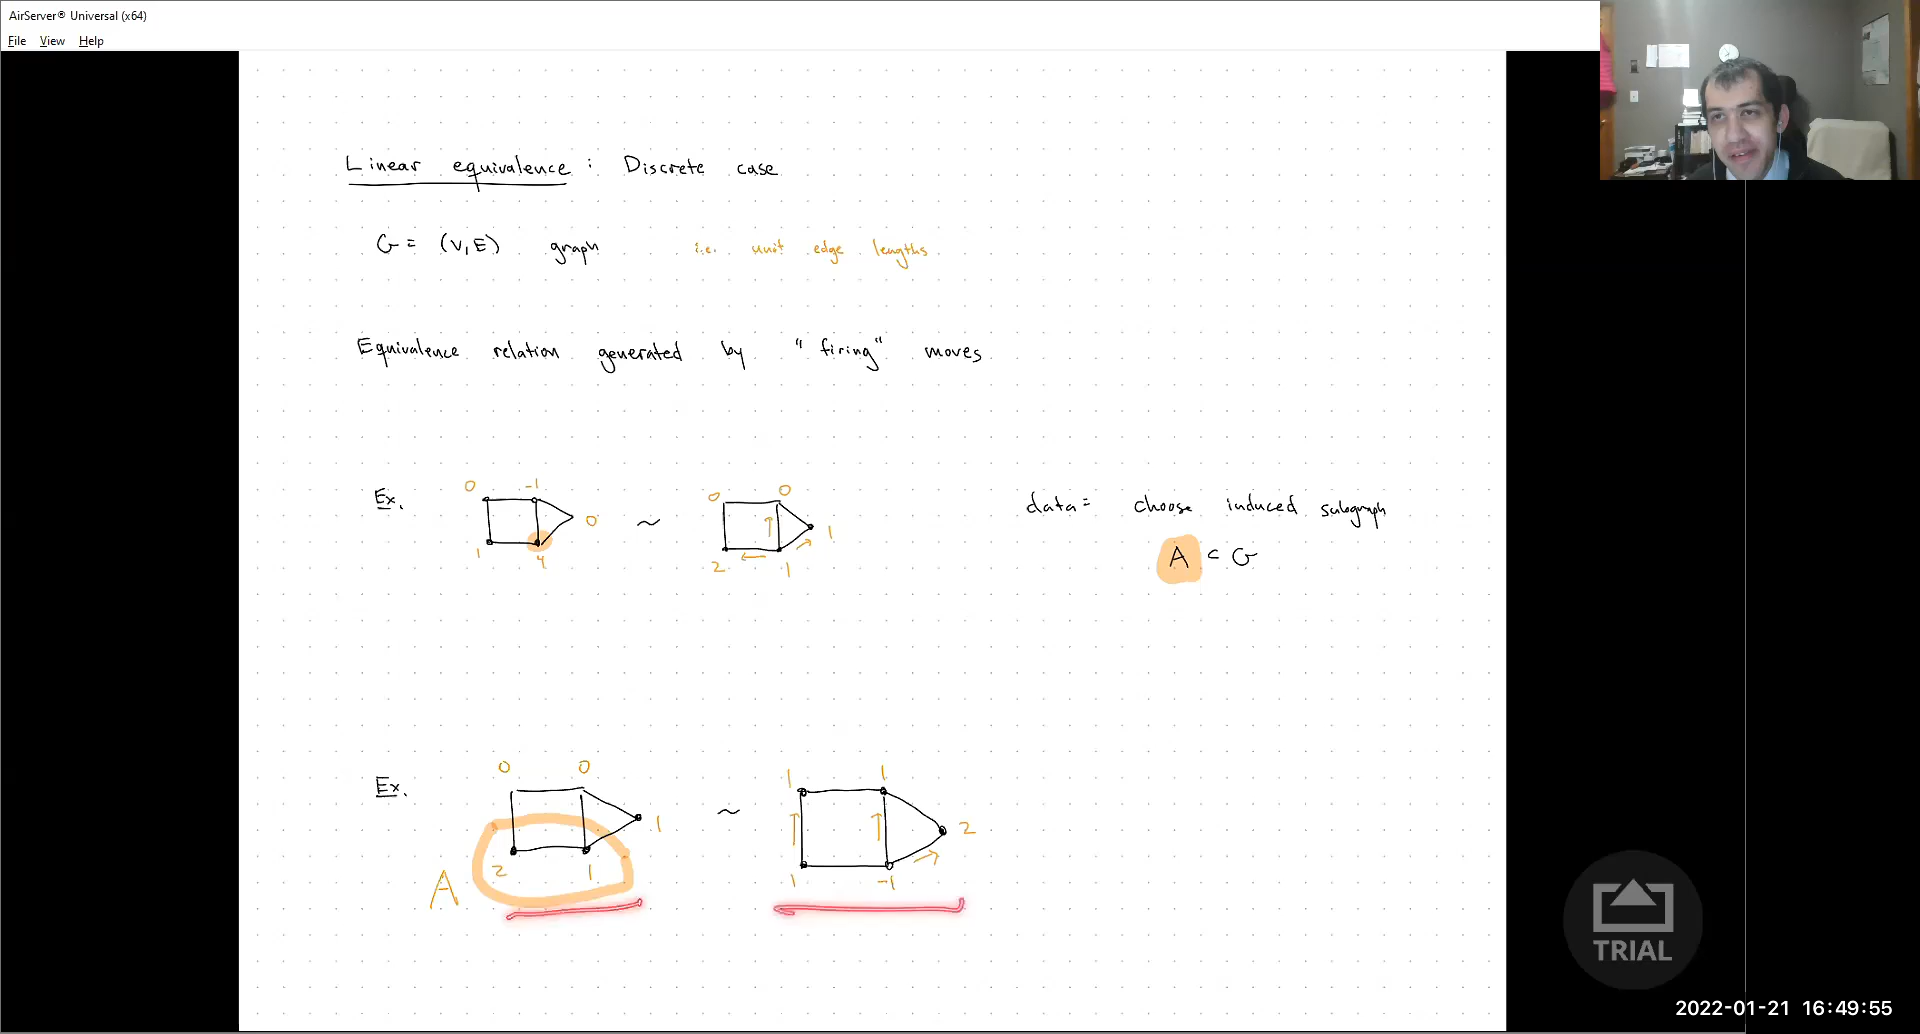 AirServer® Universal (x64)
File View Help
Linear equivalence : Discrete case
G = (V,E) graph i.e. unit edge lengths
Equivalence relation generated by "firing" moves
Ex.
0 -1 0 1 4
~
0 0 1 2 1
data = choose induced subgraph
A ⊂ G
Ex.
0 0 1 2 1
A
~
1 1 2 1 -1
TRIAL
2022-01-21 16:49:55